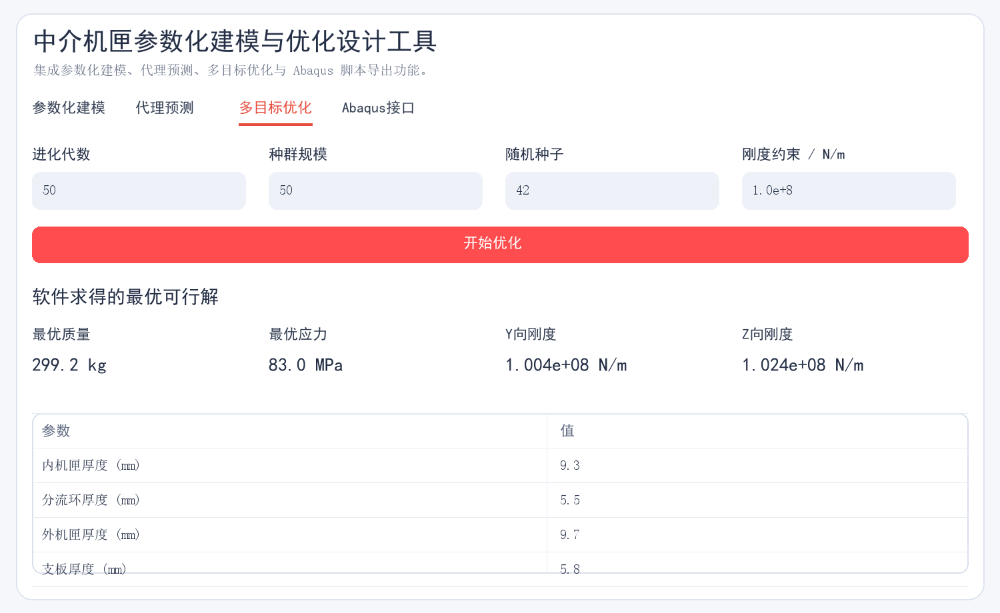 中介机匣参数化建模与优化设计工具
集成参数化建模、代理预测、多目标优化与 Abaqus 脚本导出功能。
参数化建模 代理预测 多目标优化 Abaqus接口
进化代数 种群规模 随机种子 刚度约束 / N/m
50 50 42 1.0e+8
开始优化
软件求得的最优可行解
最优质量 最优应力 Y向刚度 Z向刚度
299.2 kg 83.0 MPa 1.004e+08 N/m 1.024e+08 N/m
参数 值
内机匣厚度 (mm) 9.3
分流环厚度 (mm) 5.5
外机匣厚度 (mm) 9.7
支板厚度 (mm) 5.8